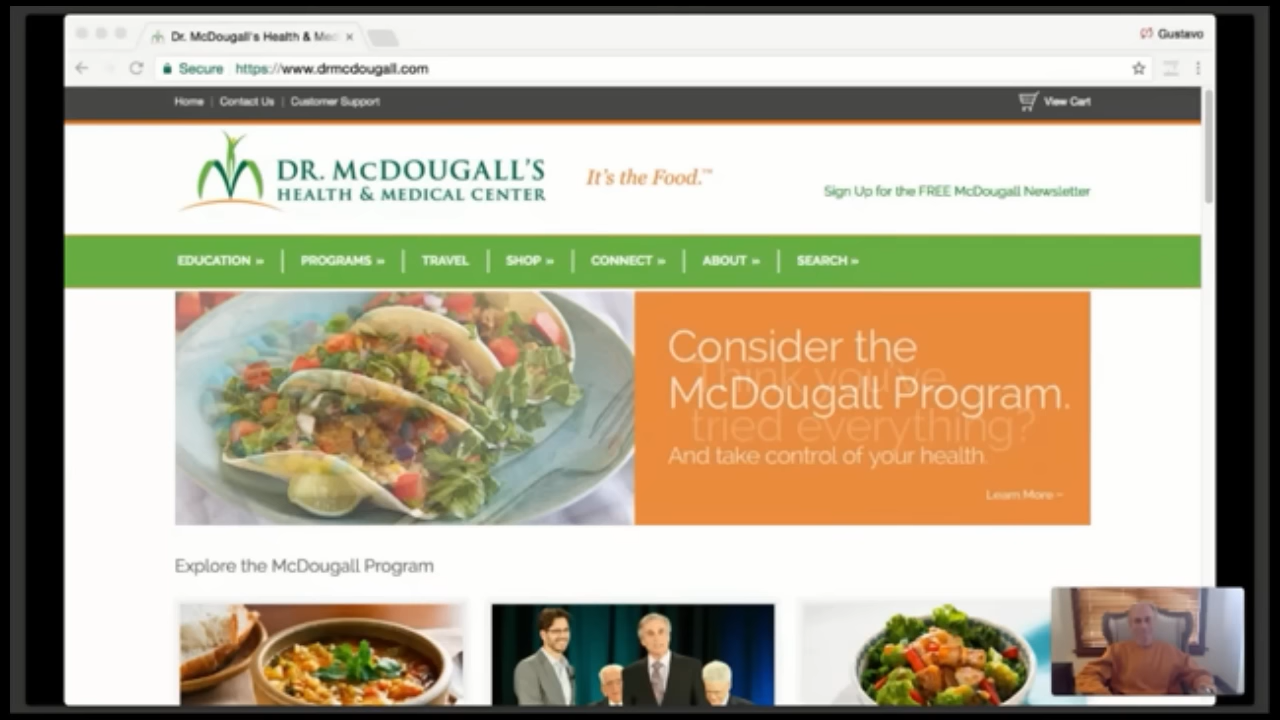 Dr. McDougall's Health & Med
Gustavo
Secure https://www.drmcdougall.com
Home | Contact Us | Customer Support
View Cart
DR. McDOUGALL'S
HEALTH & MEDICAL CENTER
It's the Food.™
Sign Up for the FREE McDougall Newsletter
EDUCATION » PROGRAMS » TRAVEL SHOP » CONNECT » ABOUT » SEARCH »
Consider the
Think you've
McDougall Program.
tried everything?
And take control of your health.
Learn More ~
Explore the McDougall Program